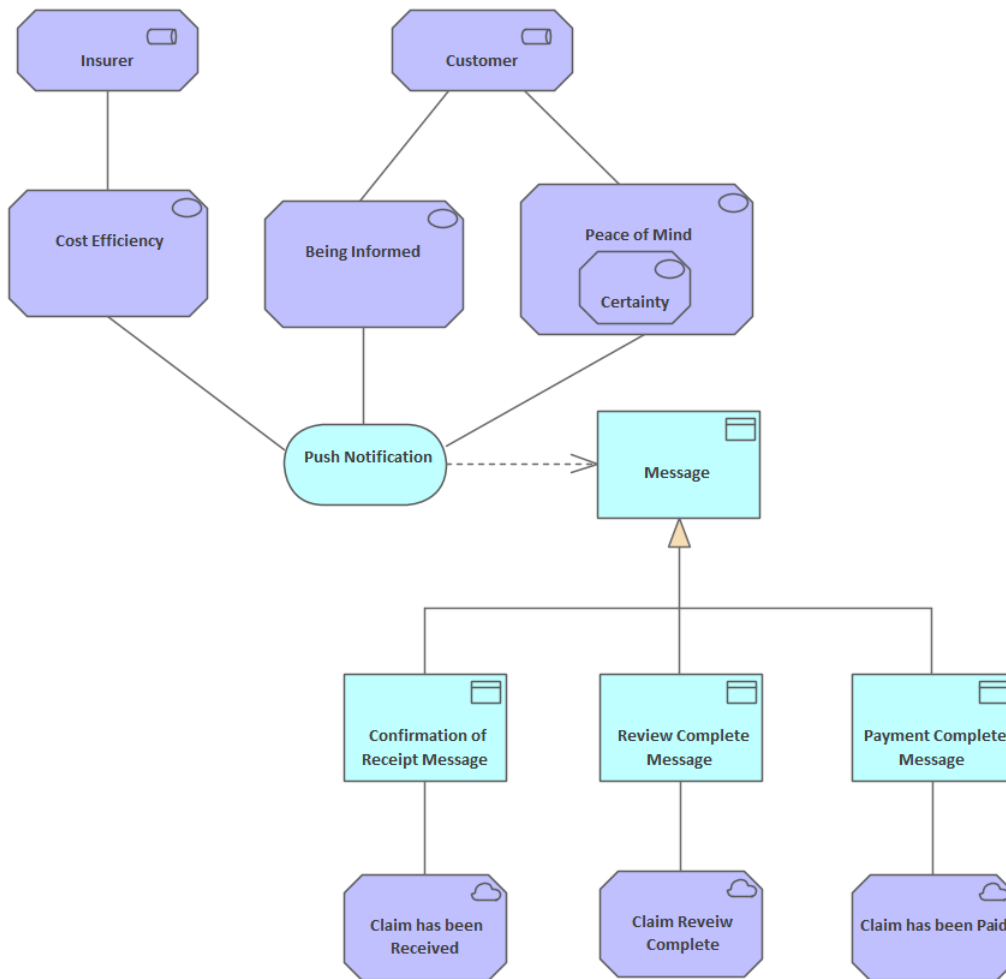 Insurer
Customer
Cost Efficiency
Being Informed
Peace of Mind
Certainty
Push Notification
Message
Confirmation of
Receipt Message
Review Complete
Message
Payment Complete
Message
Claim has been
Received
Claim Reveiw
Complete
Claim has been Paid